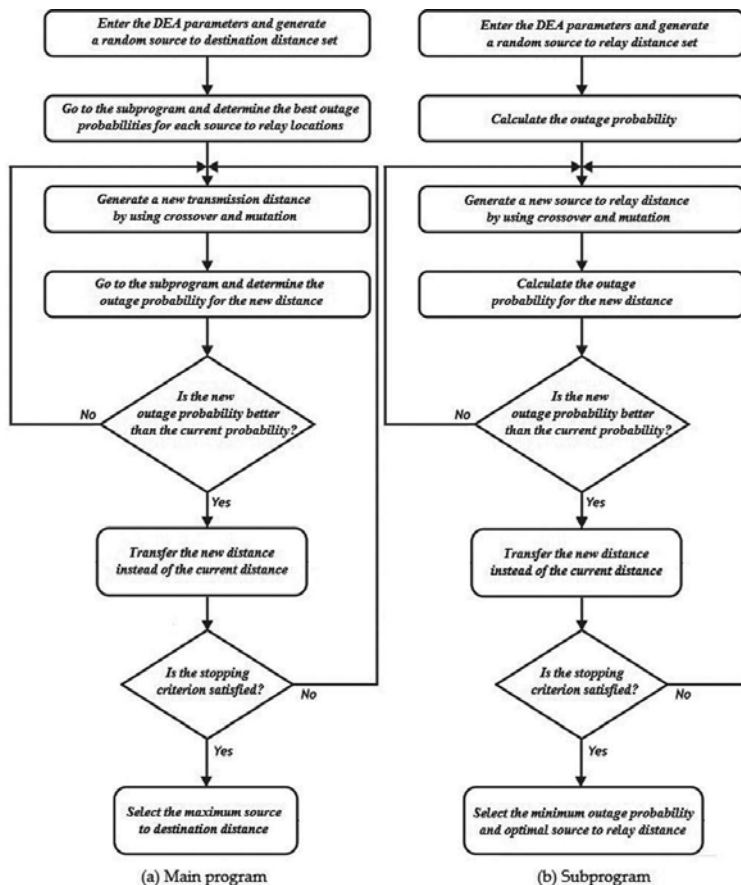 Enter the DEA parameters and generate
a random source to destination distance set
Go to the subprogram and determine the best outage
probabilities for each source to relay locations
Generate a new transmission distance
by using crossover and mutation
Go to the subprogram and determine the
outage probability for the new distance
Is the new
outage probability better
than the current probability?
No
Yes
Transfer the new distance
instead of the current distance
Is the stopping
criterion satisfied?
No
Yes
Select the maximum source
to destination distance
(a) Main program
Enter the DEA parameters and generate
a random source to relay distance set
Calculate the outage probability
Generate a new source to relay distance
by using crossover and mutation
Calculate the outage
probability for the new distance
Is the new
outage probability better
than the current probability?
No
Yes
Transfer the new distance
instead of the current distance
Is the stopping
criterion satisfied?
No
Yes
Select the minimum outage probability
and optimal source to relay distance
(b) Subprogram